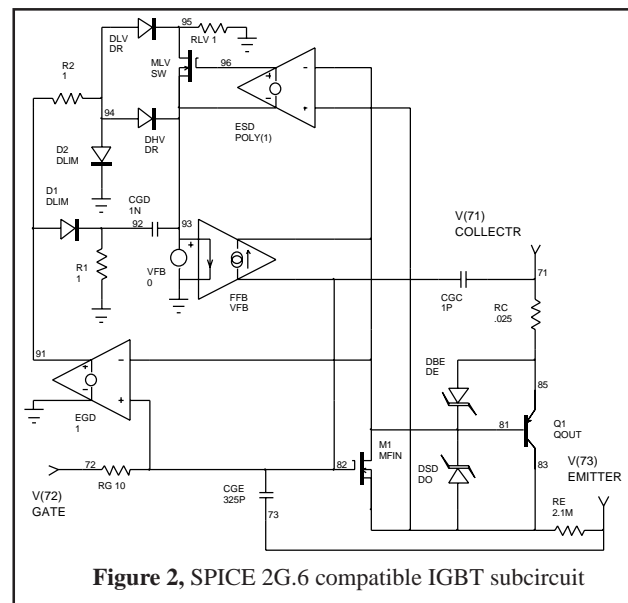 95
DLV
DR
RLV 1
R2
1
MLV
SW
96
94
ESD
POLY(1)
DHV
DR
D2
DLIM
D1
DLIM
CGD
1N
92
93
V(71)
COLLECTR
71
R1
1
VFB
0
FFB
VFB
CGC
1P
RC
.025
91
DBE
DE
85
EGD
1
81
Q1
QOUT
V(72)
GATE
72
RG 10
82
M1
MFIN
DSD
DO
83
V(73)
EMITTER
CGE
325P
73
RE
2.1M
Figure 2, SPICE 2G.6 compatible IGBT subcircuit